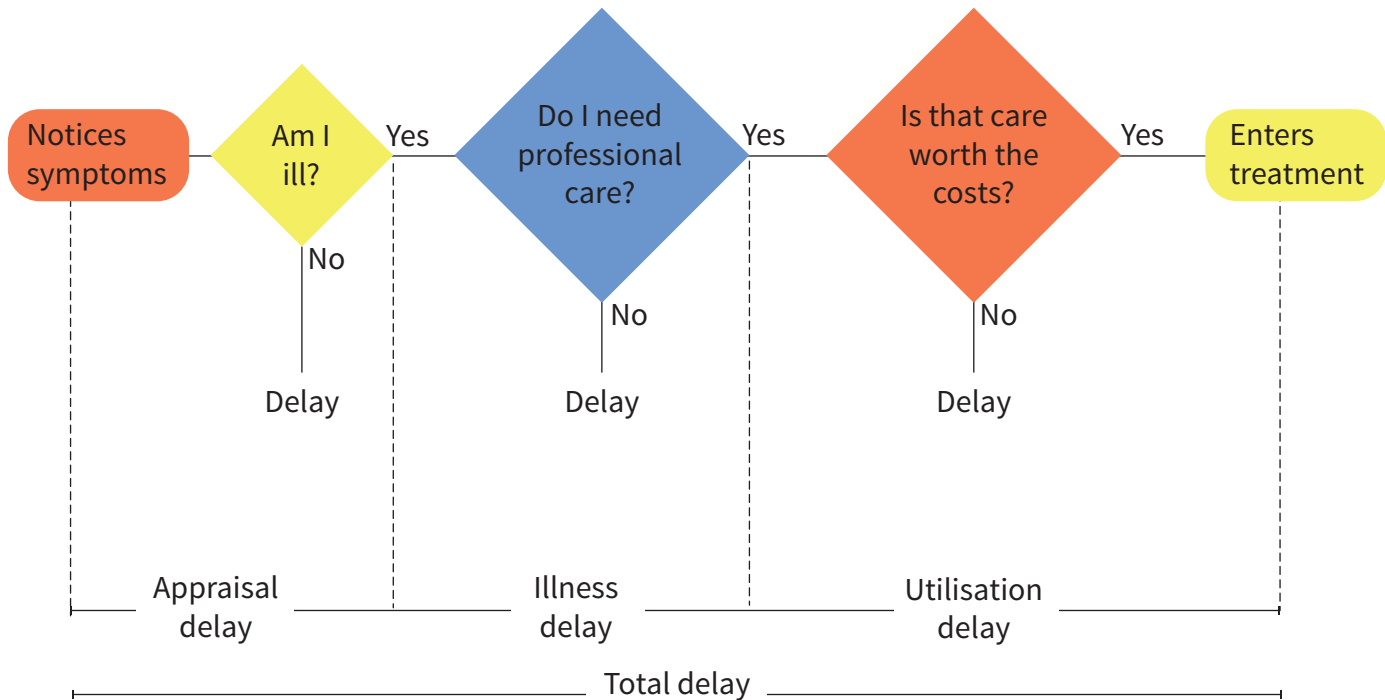 Notices
symptoms
Am I
ill?
Yes
Do I need
professional
care?
Yes
Is that care
worth the
costs?
Yes
Enters
treatment
No
No
No
Delay
Delay
Delay
Appraisal
delay
Illness
delay
Utilisation
delay
Total delay